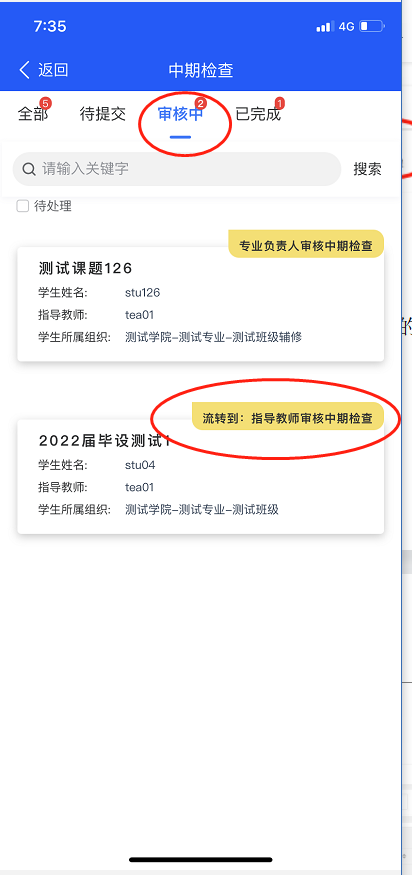 7:35
4G
返回
中期检查
全部 5
待提交
审核中 2
已完成 1
请输入关键字
搜索
待处理
专业负责人审核中期检查
测试课题126
学生姓名: stu126
指导教师: tea01
学生所属组织: 测试学院-测试专业-测试班级辅修
流转到：指导教师审核中期检查
2022届毕设测试1
学生姓名: stu04
指导教师: tea01
学生所属组织: 测试学院-测试专业-测试班级